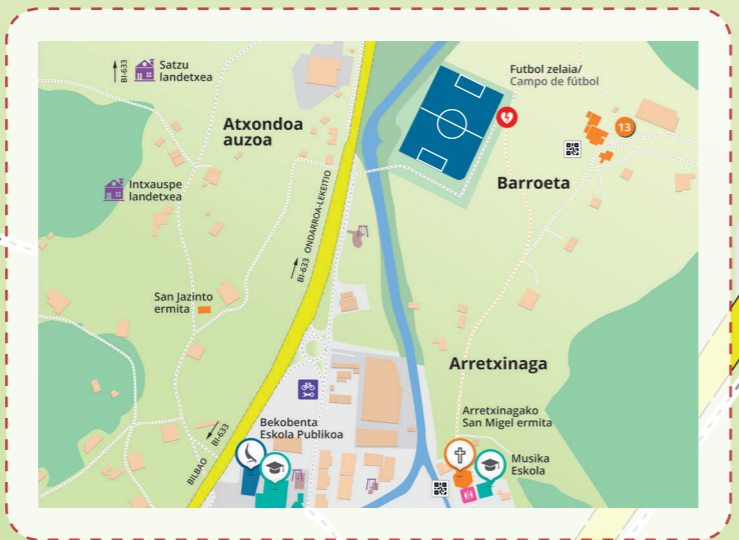 BI-633
Satzu
landetxea
Futbol zelaia/
Campo de fútbol
13
Atxondoa
auzoa
Intxauspe
landetxea
Barroeta
BI-633 ONDARROA-LEKEITIO
San Jazinto
ermita
Arretxinaga
Arretxinagako
San Migel ermita
Bekobenta
Eskola Publikoa
BILBAO BI-633
Musika
Eskola